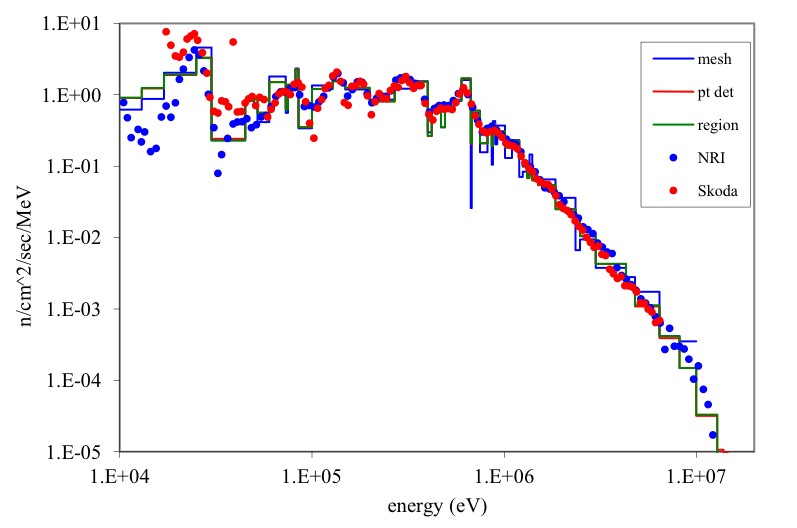 1.E+01
1.E+00
1.E-01
1.E-02
1.E-03
1.E-04
1.E-05
n/cm^2/sec/MeV
mesh
pt det
region
NRI
Skoda
1.E+04
1.E+05
1.E+06
1.E+07
energy (eV)